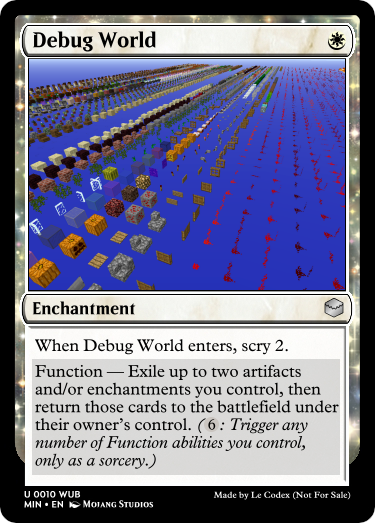 Debug World
Enchantment
When Debug World enters, scry 2.
Function — Exile up to two artifacts
and/or enchantments you control, then
return those cards to the battlefield under
their owner's control. (6: Trigger any
number of Function abilities you control,
only as a sorcery.)
U 0010 WUB
MIN • EN Mojang Studios
Made by Le Codex (Not For Sale)